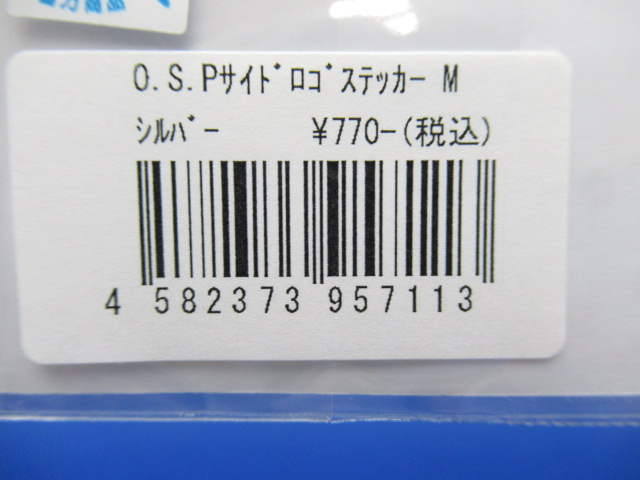 O.S.Pｻｲﾄﾞﾛｺﾞｽﾃｯｶｰ M
ｼﾙﾊﾞｰ ¥770-(税込)
4 582373 957113